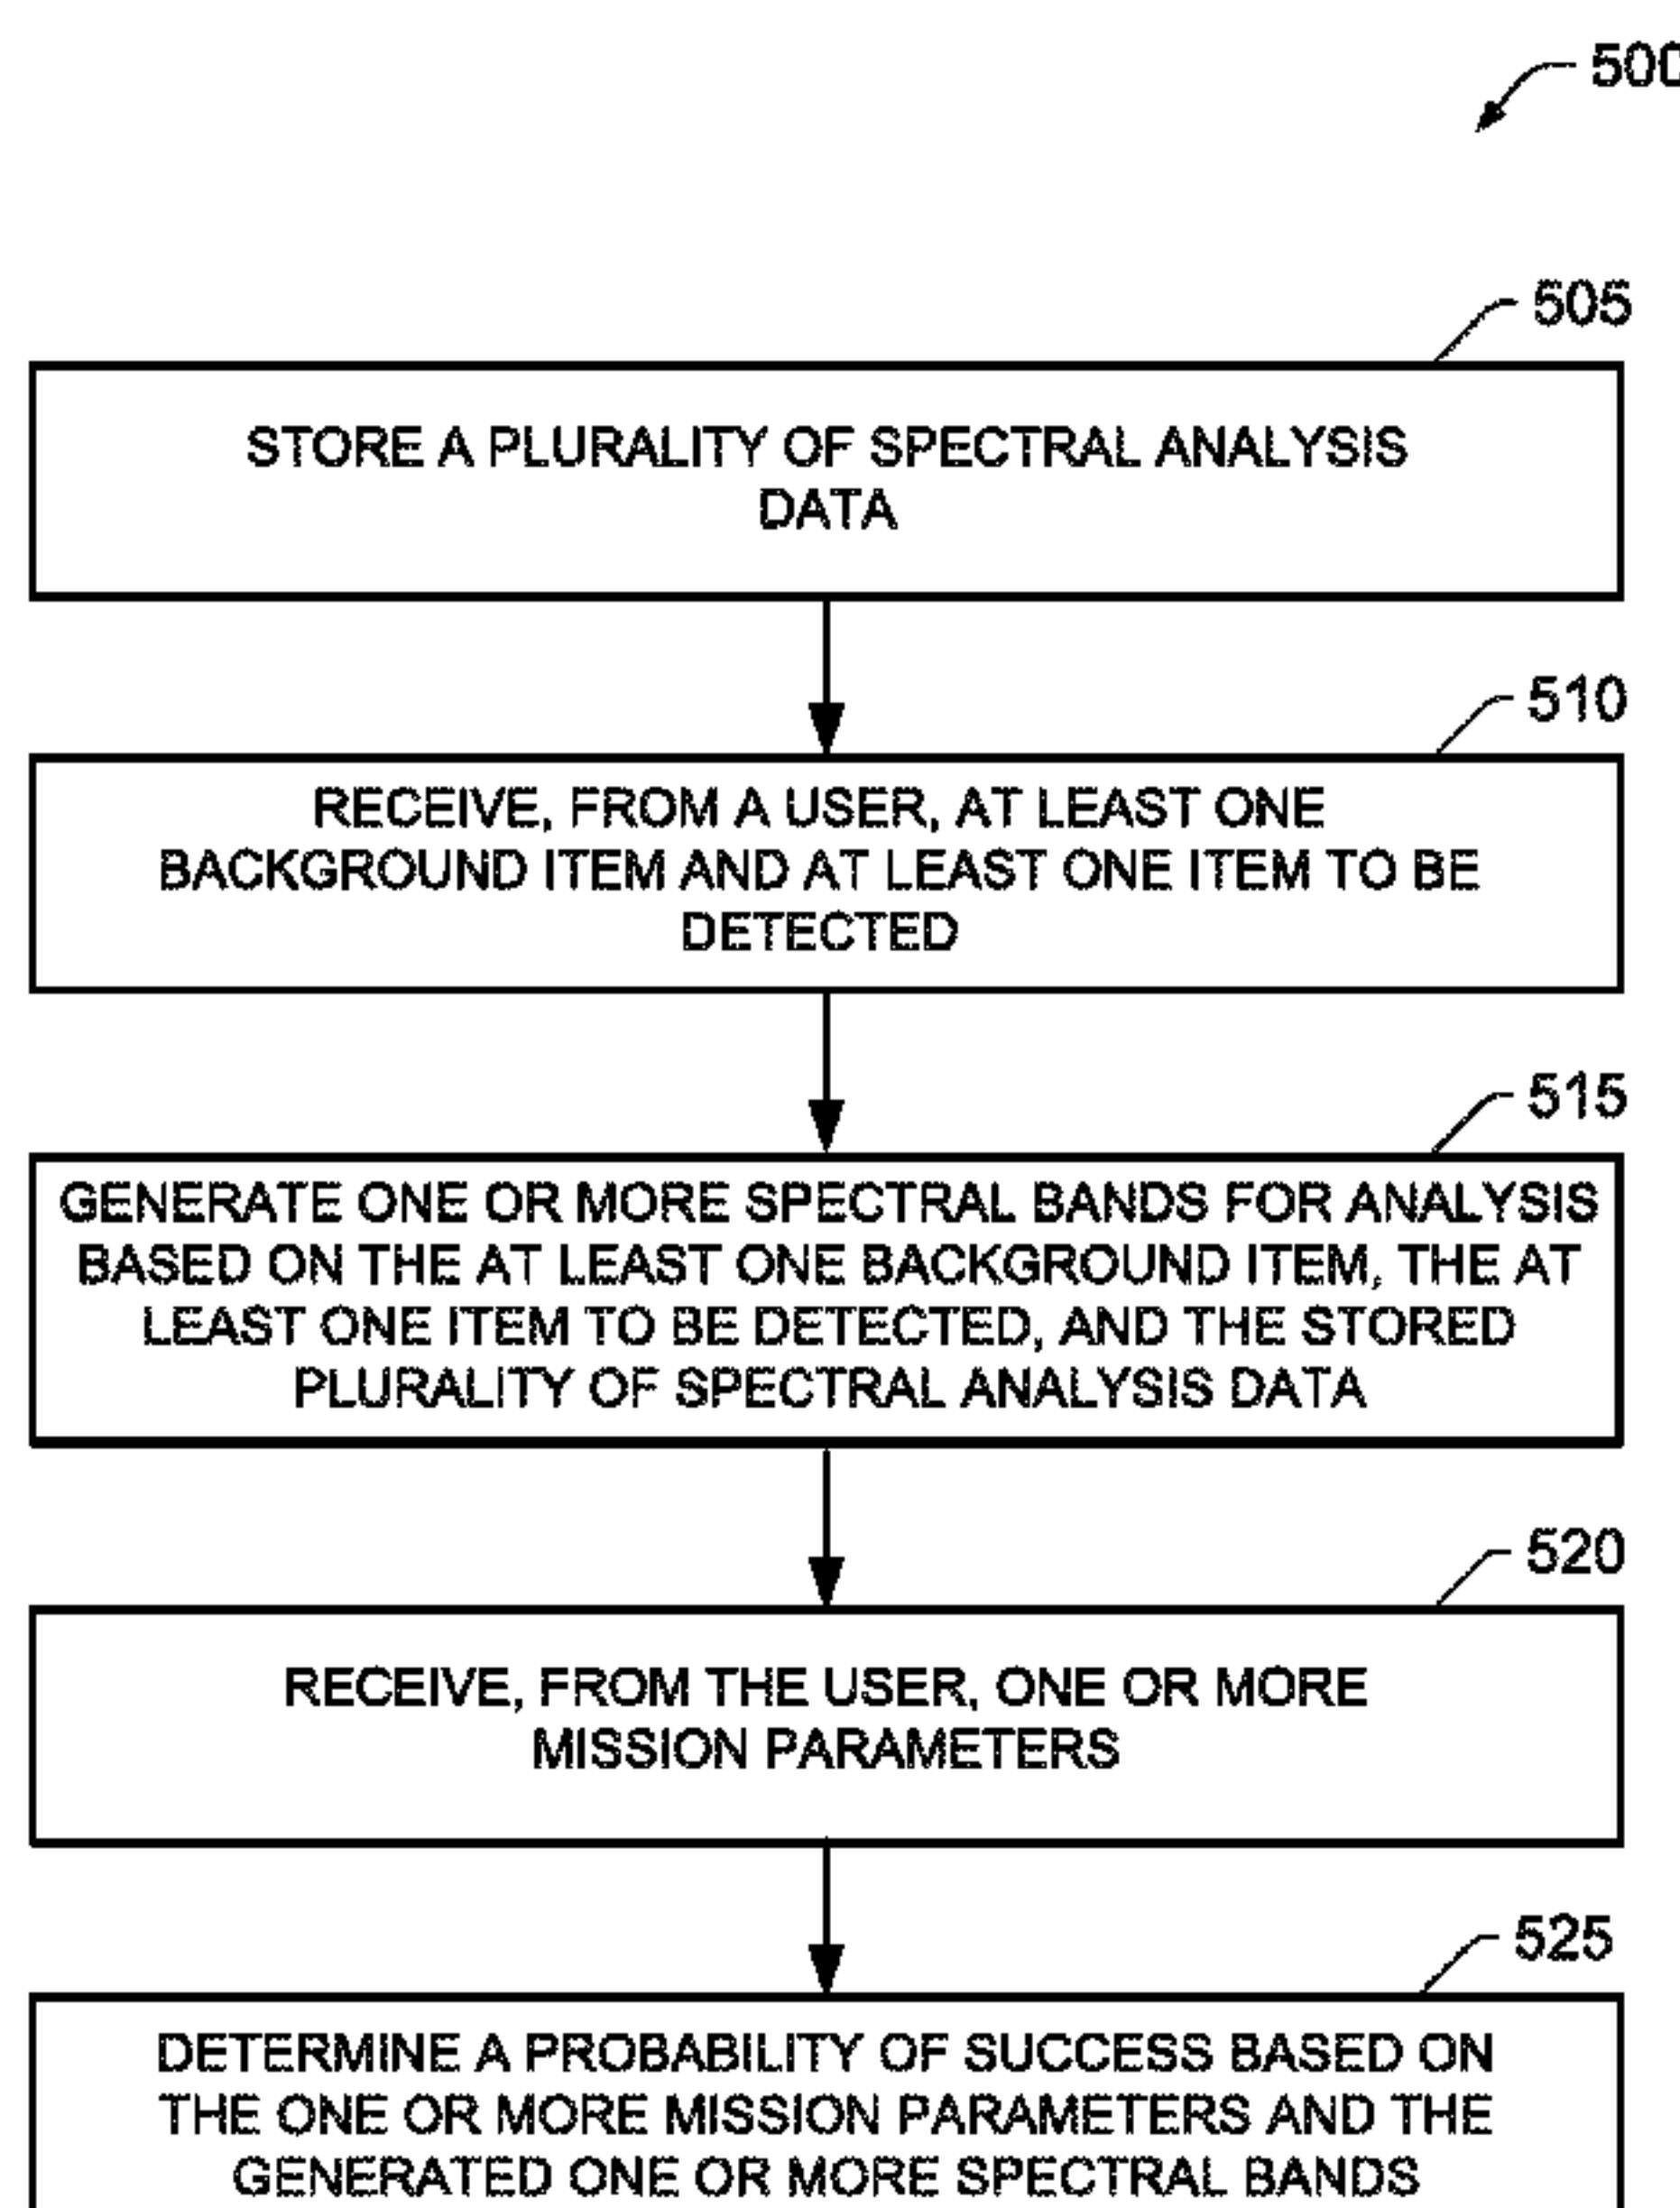 500
505
STORE A PLURALITY OF SPECTRAL ANALYSIS
DATA
510
RECEIVE, FROM A USER, AT LEAST ONE
BACKGROUND ITEM AND AT LEAST ONE ITEM TO BE
DETECTED
515
GENERATE ONE OR MORE SPECTRAL BANDS FOR ANALYSIS
BASED ON THE AT LEAST ONE BACKGROUND ITEM, THE AT
LEAST ONE ITEM TO BE DETECTED, AND THE STORED
PLURALITY OF SPECTRAL ANALYSIS DATA
520
RECEIVE, FROM THE USER, ONE OR MORE
MISSION PARAMETERS
525
DETERMINE A PROBABILITY OF SUCCESS BASED ON
THE ONE OR MORE MISSION PARAMETERS AND THE
GENERATED ONE OR MORE SPECTRAL BANDS